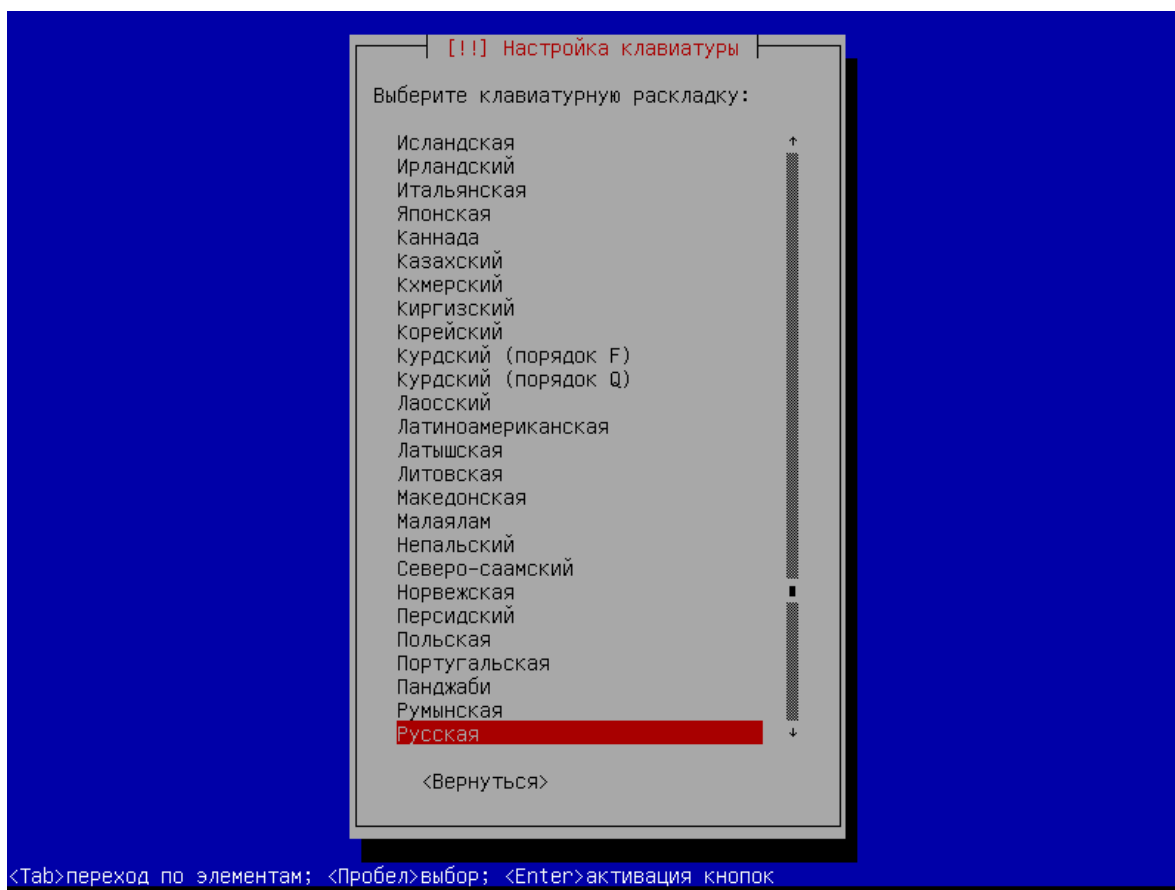 [!!] Настройка клавиатуры
Выберите клавиатурную раскладку:
Исландская
Ирландский
Итальянская
Японская
Каннада
Казахский
Кхмерский
Киргизский
Корейский
Курдский (порядок F)
Курдский (порядок Q)
Лаосский
Латиноамериканская
Латышская
Литовская
Македонская
Малаялам
Непальский
Северо-саамский
Норвежская
Персидский
Польская
Португальская
Панджаби
Румынская
Русская
<Вернуться>
<Tab>переход по элементам; <Пробел>выбор; <Enter>активация кнопок